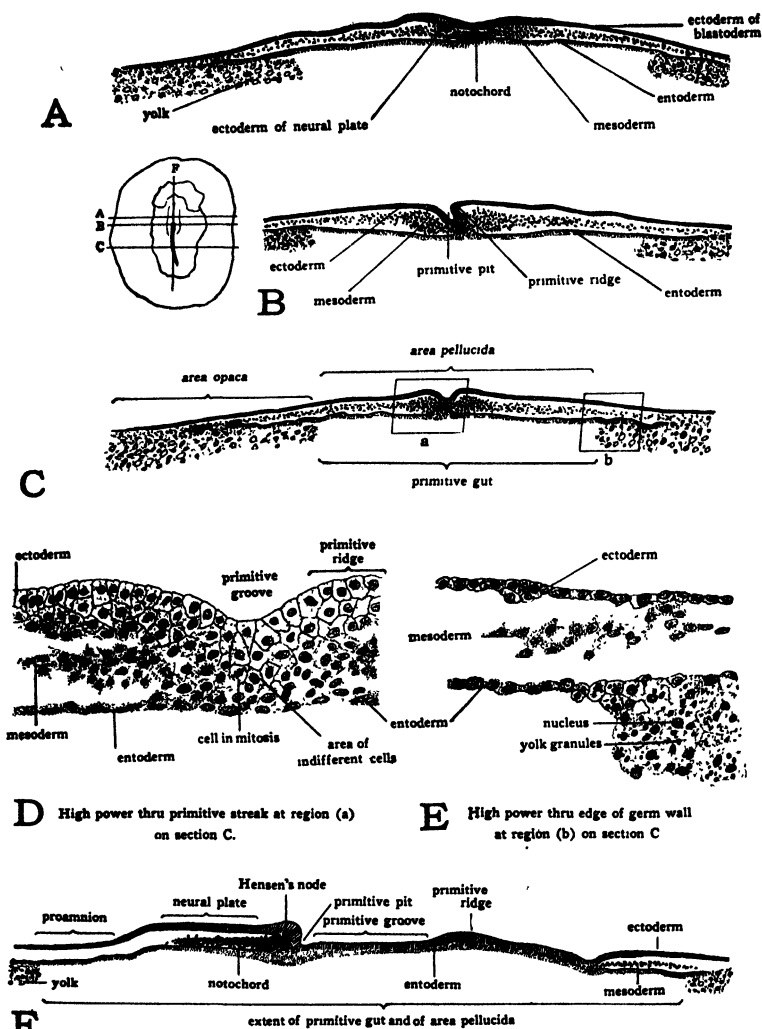 ectoderm of
blastoderm
notochord
entoderm
A
yolk
ectoderm of neural plate
mesoderm
F
A
B
C
ectoderm
primitive pit
primitive ridge
mesoderm
entoderm
B
area pellucida
area opaca
a
b
primitive gut
C
ectoderm
primitive
ridge
primitive
groove
ectoderm
mesoderm
mesoderm
entoderm
cell in mitosis
area of
indifferent cells
entoderm
nucleus
yolk granules
D High power thru primitive streak at region (a)
on section C.
E High power thru edge of germ wall
at region (b) on section C
Hensen's node
neural plate
proamnion
primitive pit
primitive groove
primitive
ridge
ectoderm
yolk
notochord
entoderm
mesoderm
F
extent of primitive gut and of area pellucida